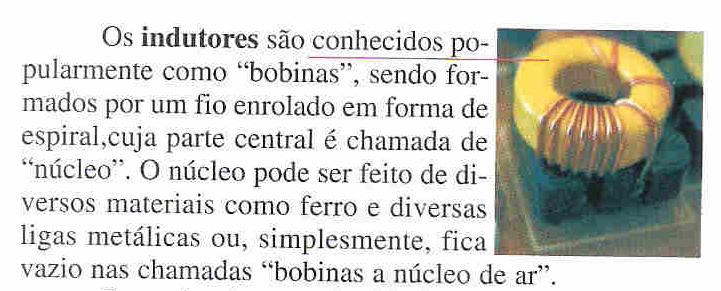 Os indutores são conhecidos po-
pularmente como “bobinas”, sendo for-
mados por um fio enrolado em forma de
espiral,cuja parte central é chamada de
“núcleo”. O núcleo pode ser feito de di-
versos materiais como ferro e diversas
ligas metálicas ou, simplesmente, fica
vazio nas chamadas “bobinas a núcleo de ar”.